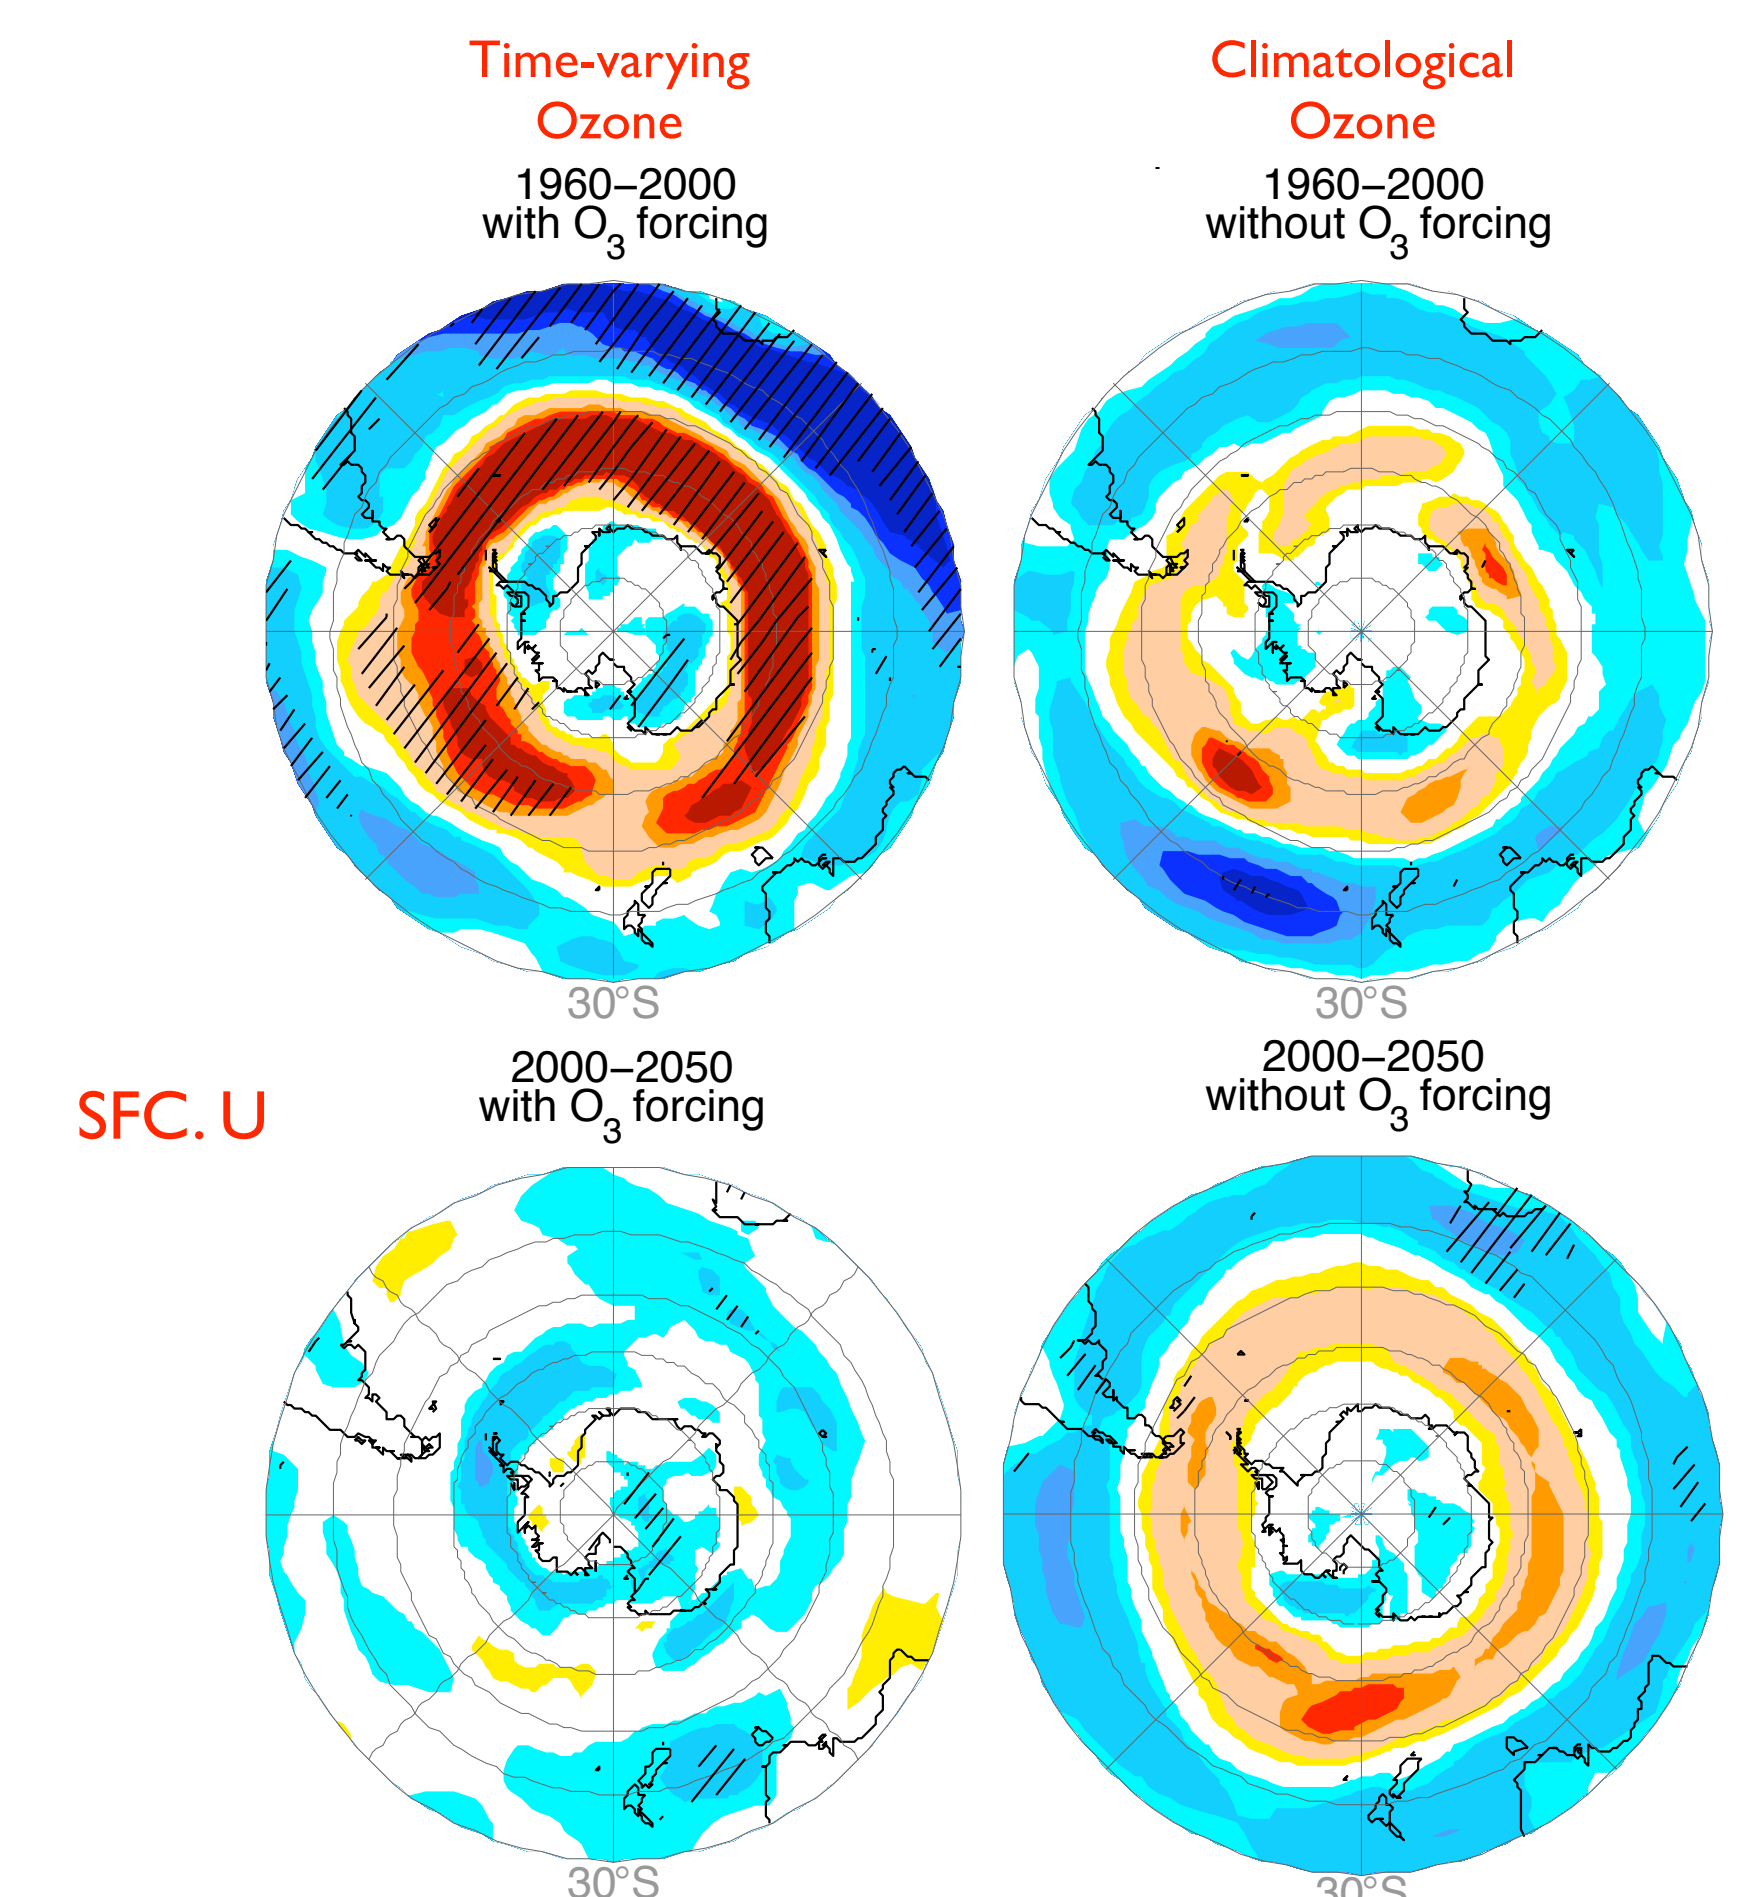 Time-varying
Ozone
1960–2000
with O3 forcing
Climatological
Ozone
1960–2000
without O3 forcing
30°S
30°S
SFC. U
2000–2050
with O3 forcing
2000–2050
without O3 forcing
30°S
30°S